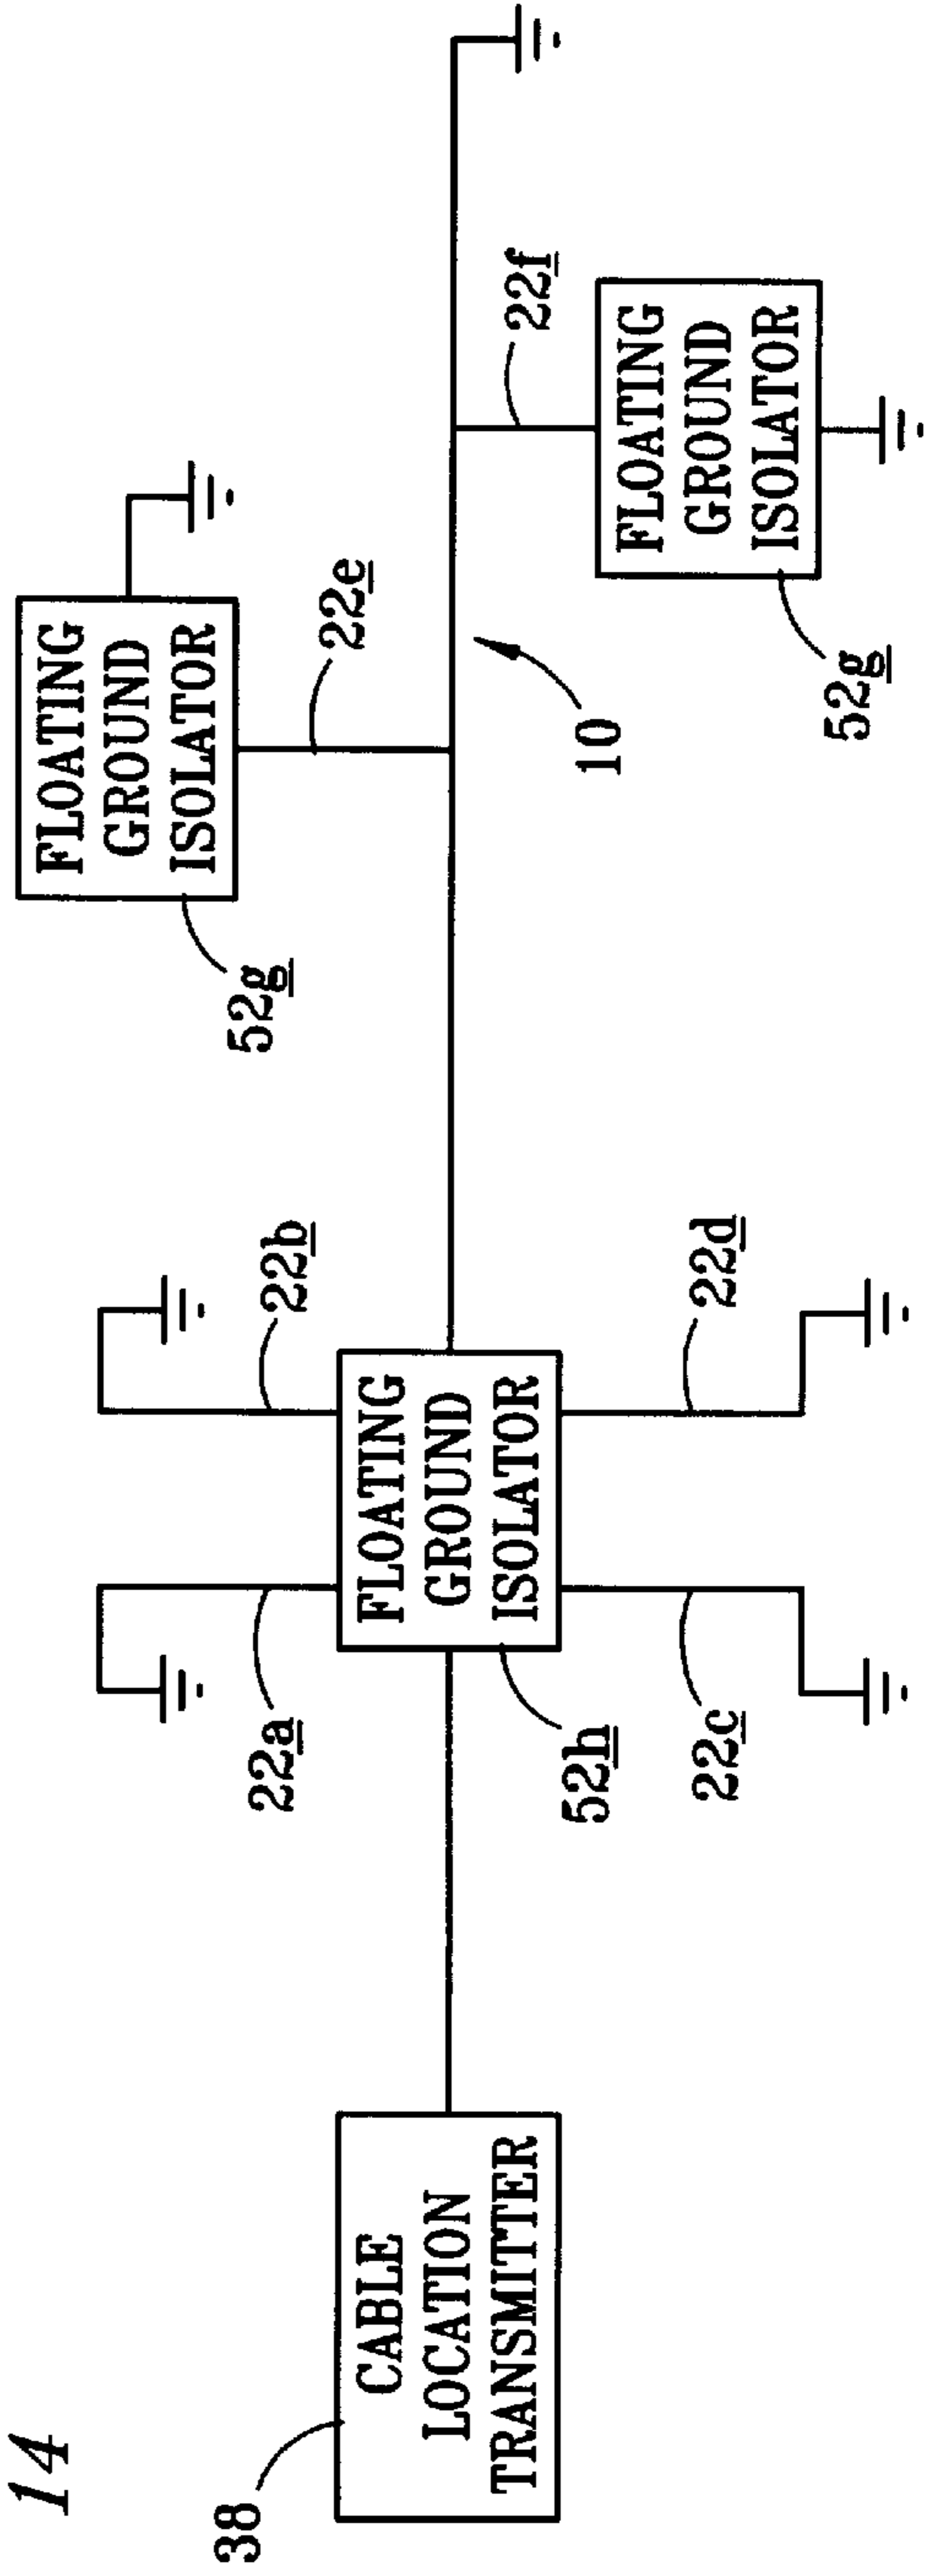 14
38
CABLE
LOCATION
TRANSMITTER
22a
22b
FLOATING
GROUND
ISOLATOR
52h
22c
22d
FLOATING
GROUND
ISOLATOR
52g
22e
10
22f
FLOATING
GROUND
ISOLATOR
52g